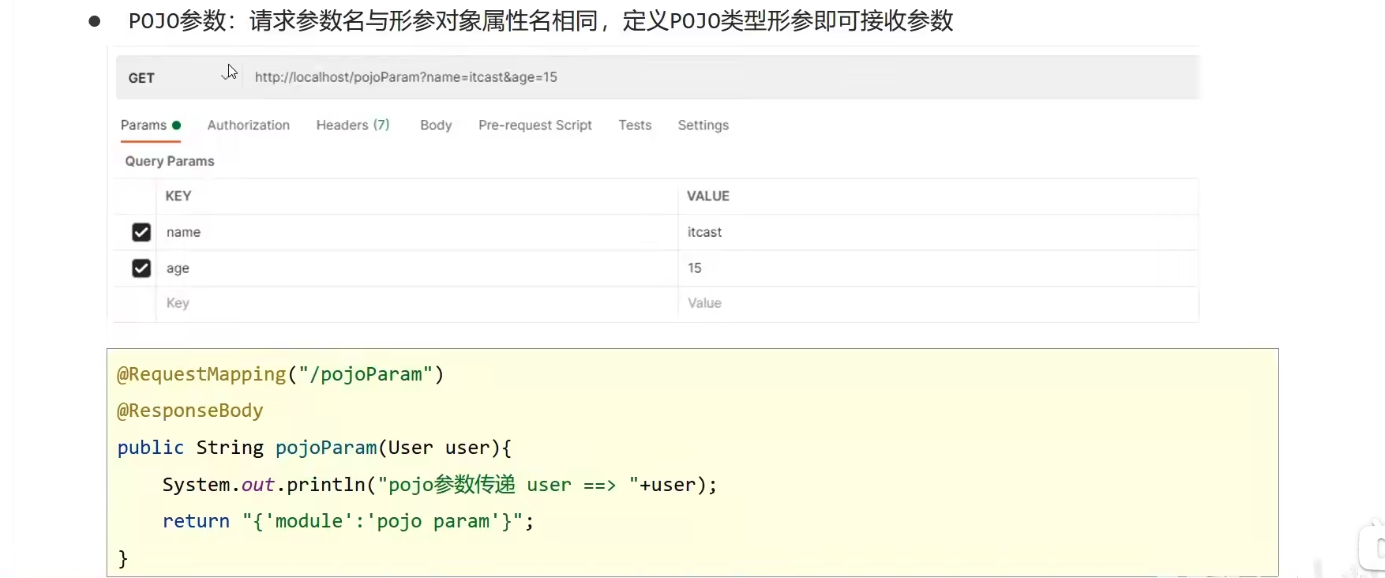 ● POJO参数：请求参数名与形参对象属性名相同，定义POJO类型形参即可接收参数
GET http://localhost/pojoParam?name=itcast&age=15
Params Authorization Headers (7) Body Pre-request Script Tests Settings
Query Params
KEY VALUE
name itcast
age 15
Key Value
@RequestMapping("/pojoParam")
@ResponseBody
public String pojoParam(User user){
    System.out.println("pojo参数传递 user ==> "+user);
    return "{'module':'pojo param'}";
}